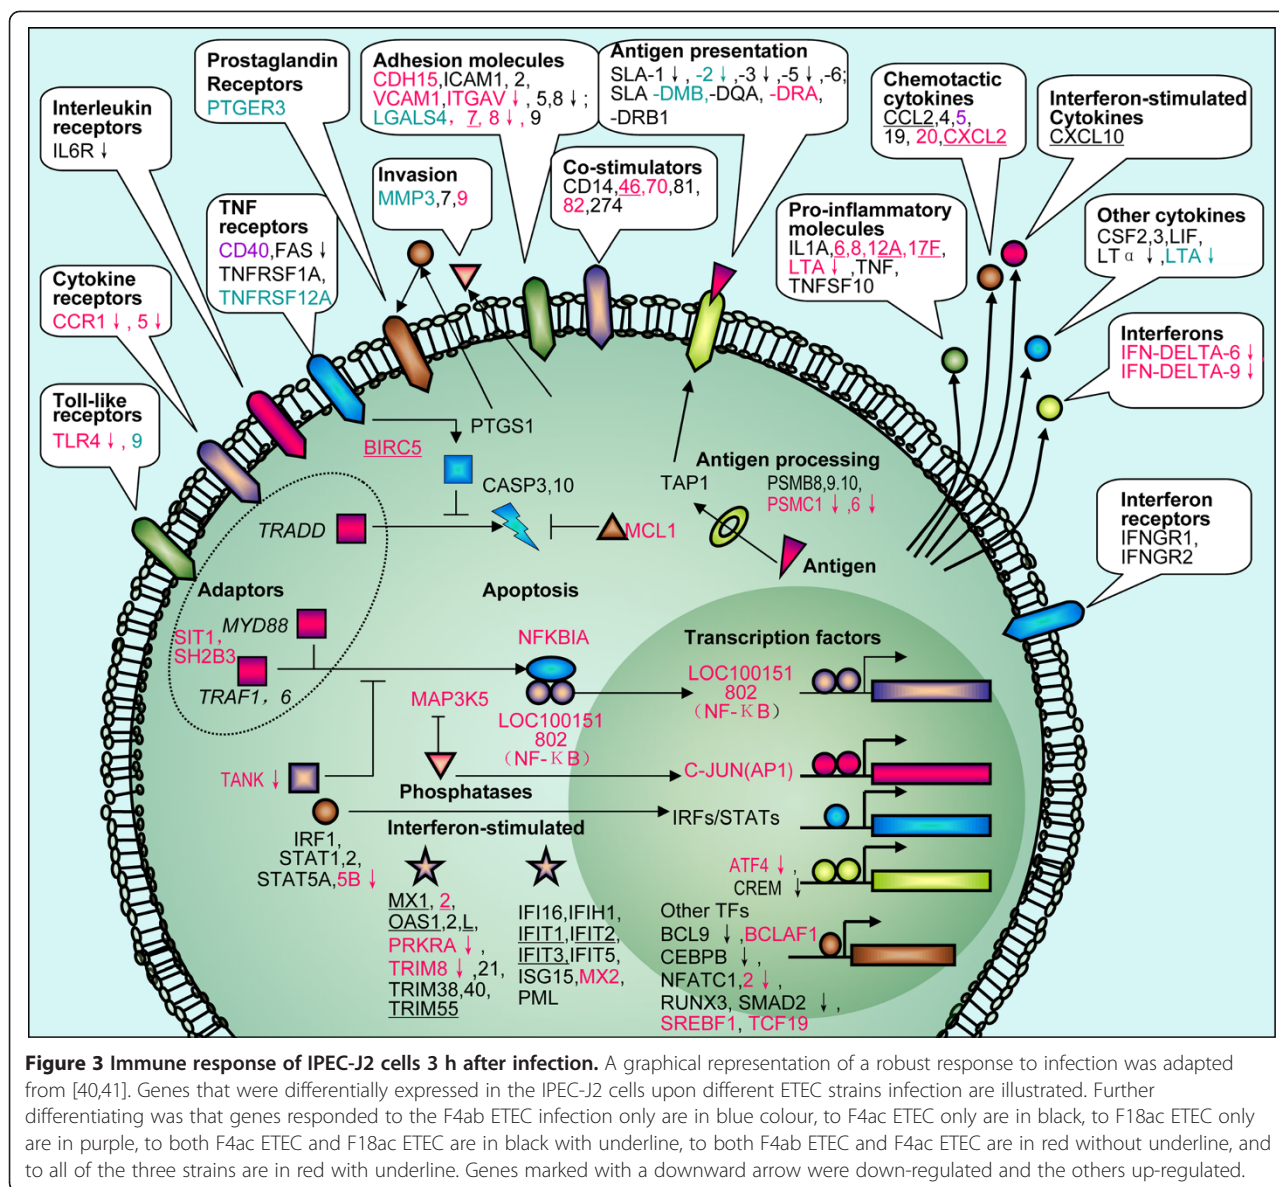 Prostaglandin
Receptors
PTGER3
Adhesion molecules
CDH15,ICAM1, 2,
VCAM1,ITGAV ↓, 5,8 ↓;
LGALS4, 7, 8 ↓, 9
Antigen presentation
SLA-1 ↓, -2 ↓,-3 ↓,-5 ↓,-6;
SLA -DMB,-DQA, -DRA,
-DRB1
Chemotactic
cytokines
CCL2,4,5,
19, 20,CXCL2
Interferon-stimulated
Cytokines
CXCL10
Interleukin
receptors
IL6R ↓
Invasion
MMP3,7,9
Co-stimulators
CD14,46,70,81,
82,274
TNF
receptors
CD40,FAS ↓
TNFRSF1A,
TNFRSF12A
Pro-inflammatory
molecules
IL1A,6,8,12A,17F,
LTA ↓ ,TNF,
TNFSF10
Other cytokines
CSF2,3,LIF,
LTα ↓,LTA ↓
Cytokine
receptors
CCR1 ↓, 5 ↓
Interferons
IFN-DELTA-6 ↓,
IFN-DELTA-9 ↓
Toll-like
receptors
TLR4 ↓, 9
PTGS1
BIRC5
CASP3,10
TRADD
MCL1
TAP1
Antigen processing
PSMB8,9.10,
PSMC1 ↓,6 ↓
Antigen
Interferon
receptors
IFNGR1,
IFNGR2
Adaptors
Apoptosis
MYD88
SIT1,
SH2B3
TRAF1, 6
NFKBIA
MAP3K5
LOC100151
802
(NF-κB)
Transcription factors
LOC100151
802
(NF-κB)
TANK ↓
Phosphatases
C-JUN(AP1)
IRF1,
STAT1,2,
STAT5A,5B ↓
IRFs/STATs
Interferon-stimulated
MX1, 2,
OAS1,2,L,
PRKRA ↓,
TRIM8 ↓,21,
TRIM38,40,
TRIM55
IFI16,IFIH1,
IFIT1,IFIT2,
IFIT3,IFIT5,
ISG15,MX2,
PML
ATF4 ↓,
CREM ↓
Other TFs
BCL9 ↓,BCLAF1
CEBPB ↓,
NFATC1,2 ↓,
RUNX3, SMAD2 ↓,
SREBF1, TCF19
Figure 3 Immune response of IPEC-J2 cells 3 h after infection. A graphical representation of a robust response to infection was adapted
from [40,41]. Genes that were differentially expressed in the IPEC-J2 cells upon different ETEC strains infection are illustrated. Further
differentiating was that genes responded to the F4ab ETEC infection only are in blue colour, to F4ac ETEC only are in black, to F18ac ETEC only
are in purple, to both F4ac ETEC and F18ac ETEC are in black with underline, to both F4ab ETEC and F4ac ETEC are in red without underline, and
to all of the three strains are in red with underline. Genes marked with a downward arrow were down-regulated and the others up-regulated.